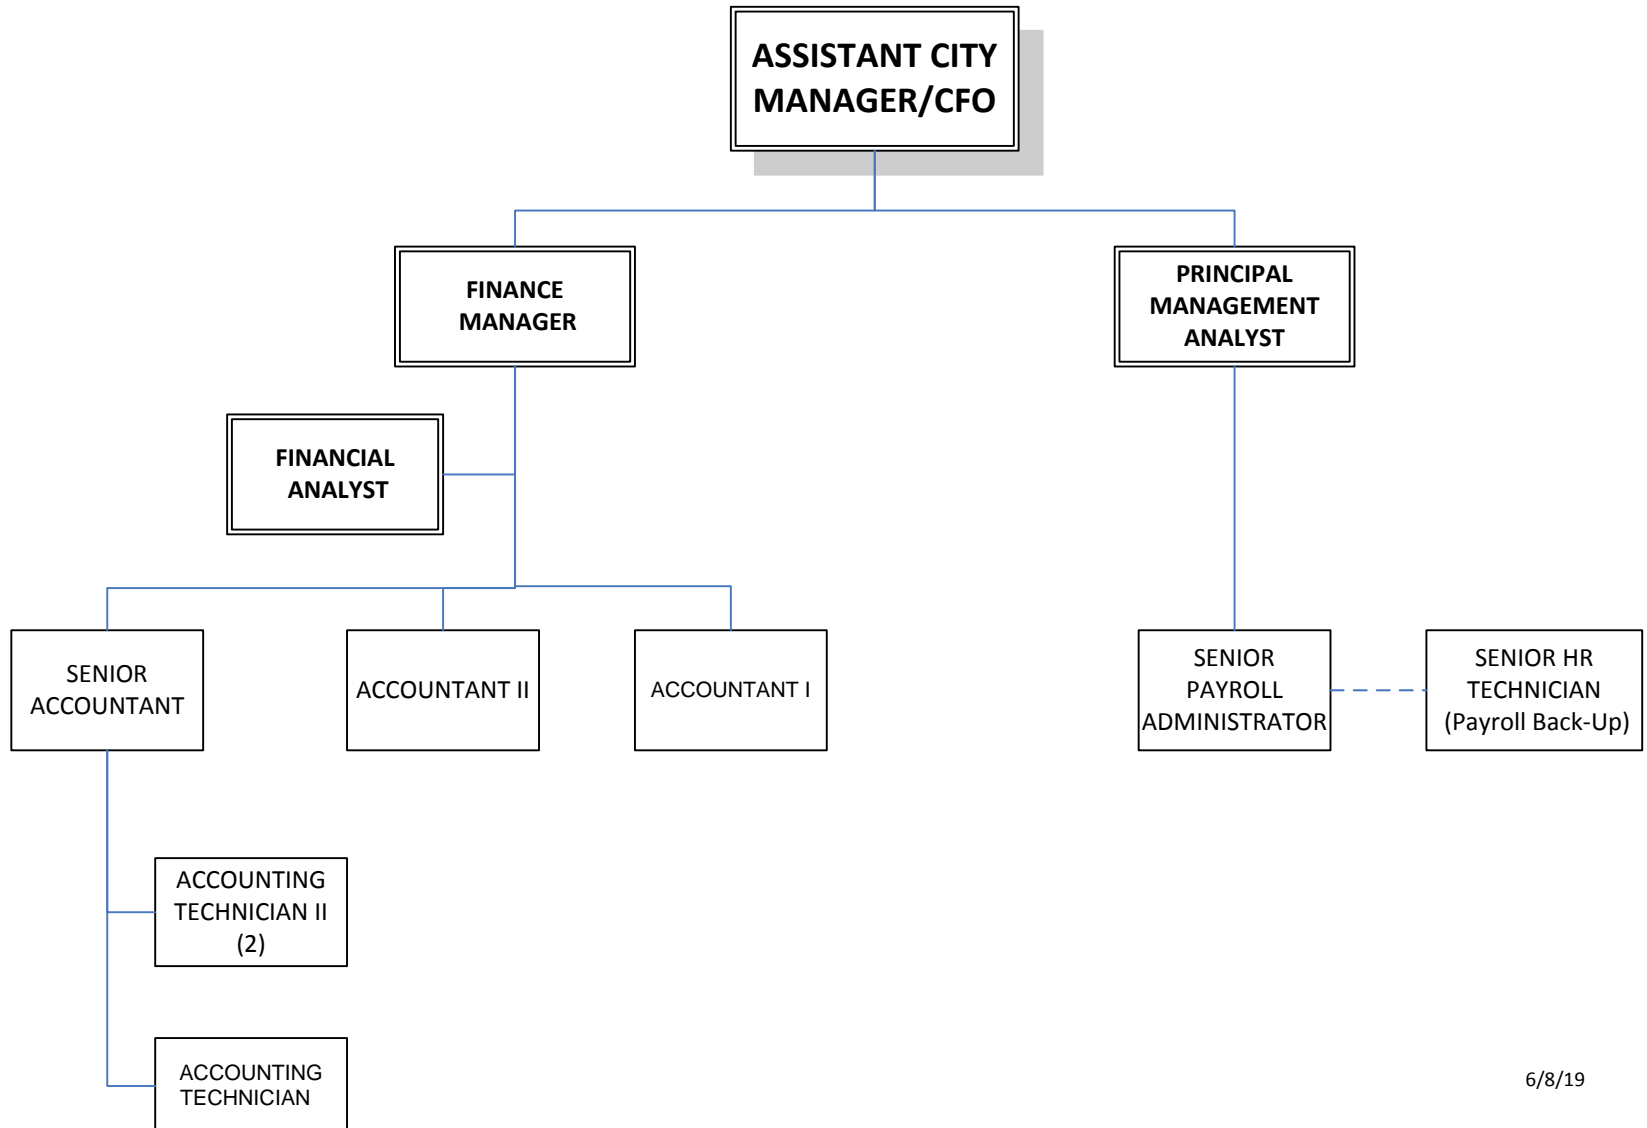 ASSISTANT CITY
MANAGER/CFO
FINANCE
MANAGER
PRINCIPAL
MANAGEMENT
ANALYST
FINANCIAL
ANALYST
SENIOR
ACCOUNTANT
ACCOUNTANT II
ACCOUNTANT I
SENIOR
PAYROLL
ADMINISTRATOR
SENIOR HR
TECHNICIAN
(Payroll Back-Up)
ACCOUNTING
TECHNICIAN II
(2)
ACCOUNTING
TECHNICIAN
6/8/19